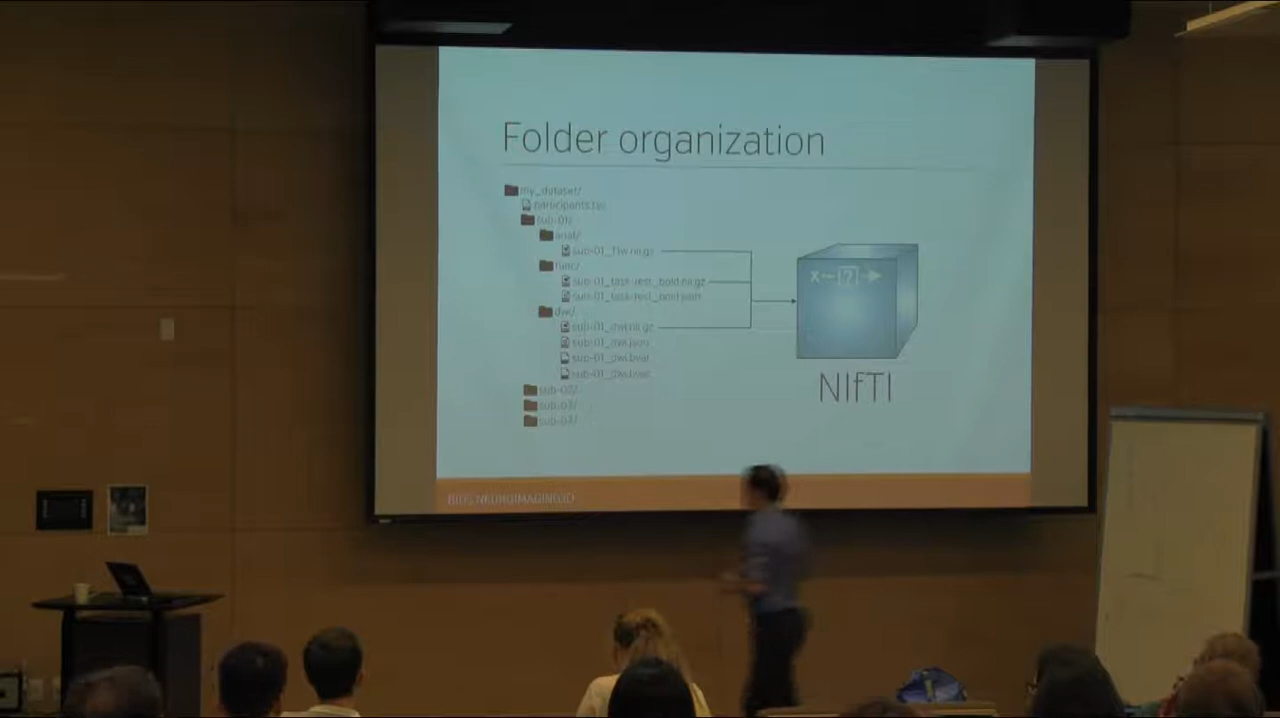 Folder organization
my_dataset/
participants.tsv
sub-01/
anat/
sub-01_T1w.nii.gz
func/
sub-01_task-rest_bold.nii.gz
sub-01_task-rest_bold.json
dwi/
sub-01_dwi.nii.gz
sub-01_dwi.json
sub-01_dwi.bval
sub-01_dwi.bvec
sub-02/
sub-03/
X-[?]
NIfTI
BIDS.NEUROIMAGING.IO